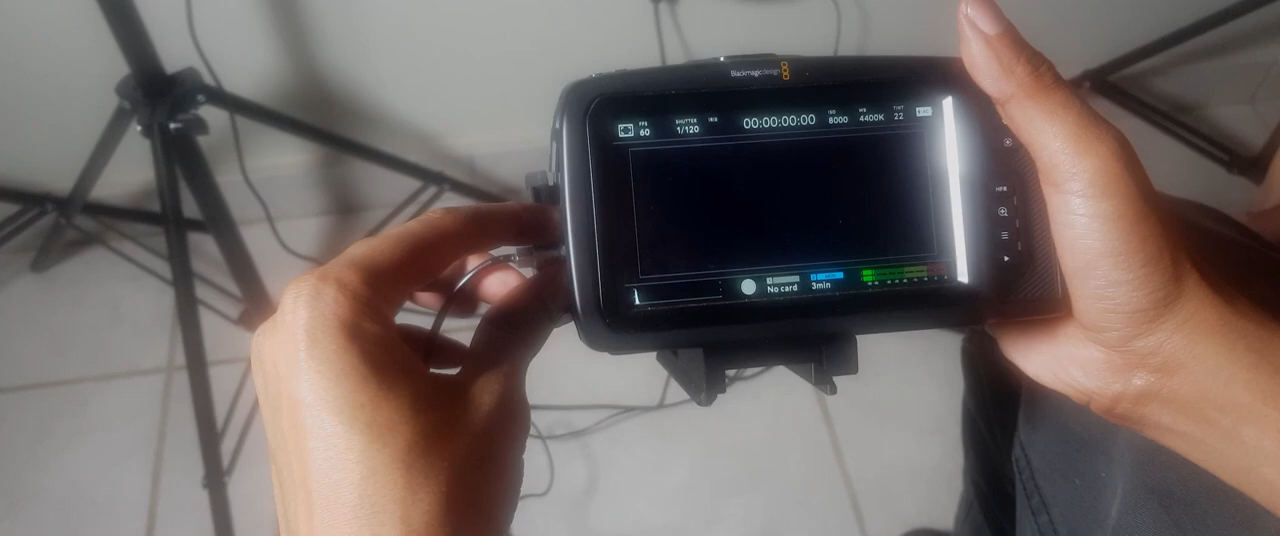 Blackmagicdesign
FPS
60
SHUTTER
1/120
IRIS
00:00:00:00
ISO
8000
WB
4400K
TINT
22
HFR
No card
3min